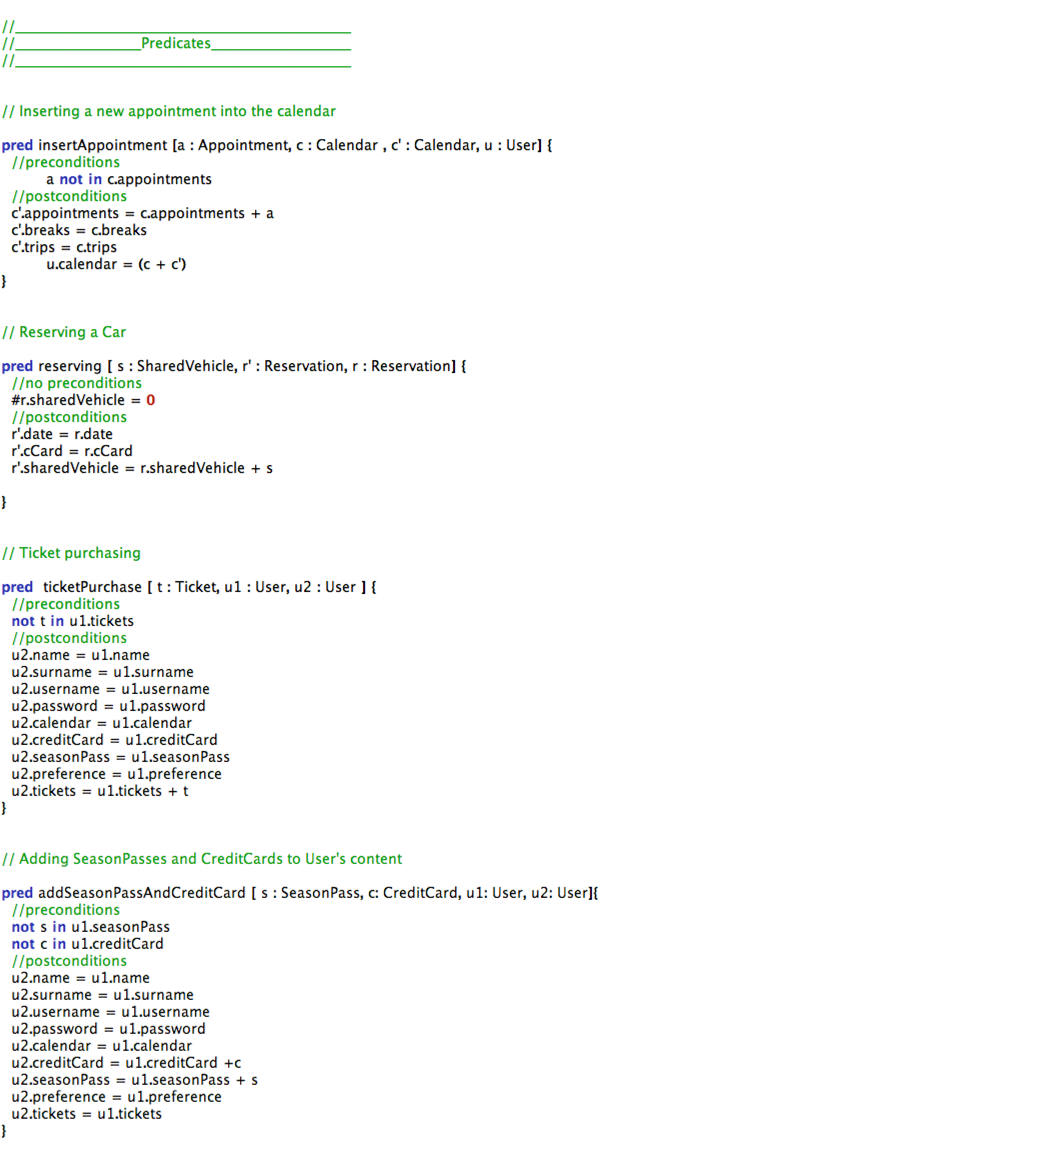 //________________________________________
//_______________Predicates_________________
//________________________________________
// Inserting a new appointment into the calendar
pred insertAppointment [a : Appointment, c : Calendar , c' : Calendar, u : User] {
//preconditions
a not in c.appointments
//postconditions
c'.appointments = c.appointments + a
c'.breaks = c.breaks
c'.trips = c.trips
u.calendar = (c + c')
}
// Reserving a Car
pred reserving [ s : SharedVehicle, r' : Reservation, r : Reservation] {
//no preconditions
#r.sharedVehicle = 0
//postconditions
r'.date = r.date
r'.cCard = r.cCard
r'.sharedVehicle = r.sharedVehicle + s
}
// Ticket purchasing
pred ticketPurchase [ t : Ticket, u1 : User, u2 : User ] {
//preconditions
not t in u1.tickets
//postconditions
u2.name = u1.name
u2.surname = u1.surname
u2.username = u1.username
u2.password = u1.password
u2.calendar = u1.calendar
u2.creditCard = u1.creditCard
u2.seasonPass = u1.seasonPass
u2.preference = u1.preference
u2.tickets = u1.tickets + t
}
// Adding SeasonPasses and CreditCards to User's content
pred addSeasonPassAndCreditCard [ s : SeasonPass, c: CreditCard, u1: User, u2: User]{
//preconditions
not s in u1.seasonPass
not c in u1.creditCard
//postconditions
u2.name = u1.name
u2.surname = u1.surname
u2.username = u1.username
u2.password = u1.password
u2.calendar = u1.calendar
u2.creditCard = u1.creditCard +c
u2.seasonPass = u1.seasonPass + s
u2.preference = u1.preference
u2.tickets = u1.tickets
}